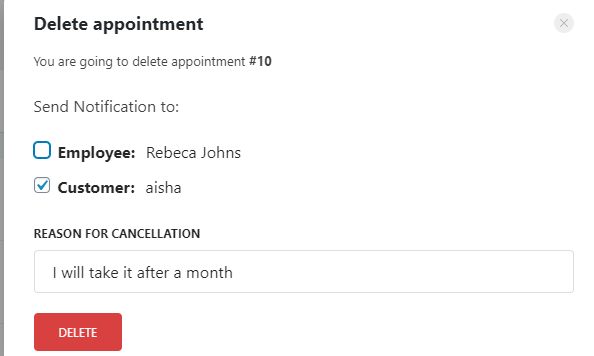 Delete appointment
You are going to delete appointment #10
Send Notification to:
Employee: Rebeca Johns
Customer: aisha
REASON FOR CANCELLATION
I will take it after a month
DELETE